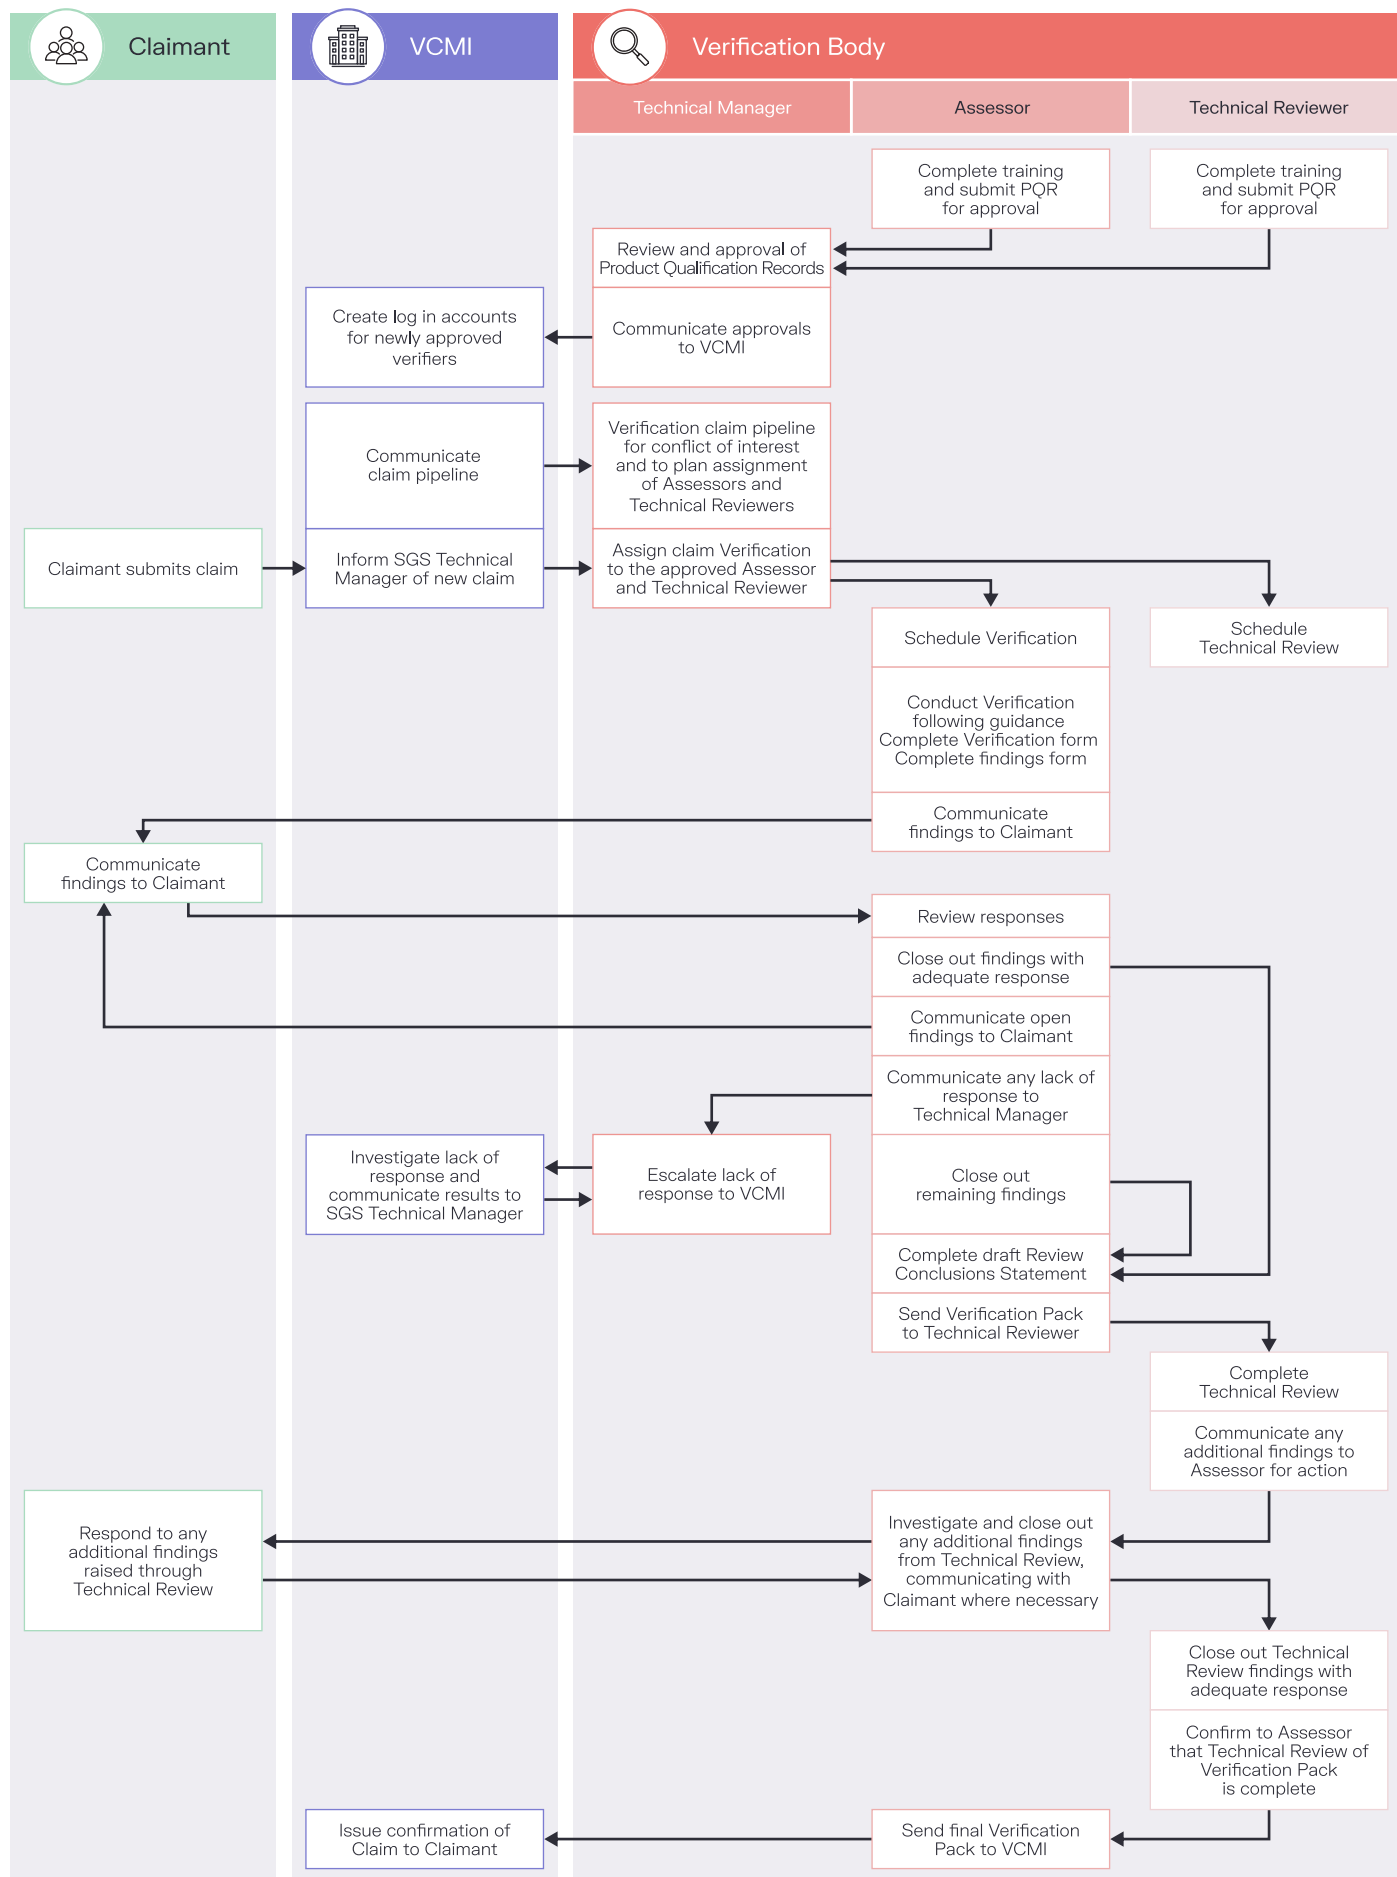 Claimant
VCMI
Verification Body
Technical Manager
Assessor
Technical Reviewer
Complete training
and submit PQR
for approval
Complete training
and submit PQR
for approval
Review and approval of
Product Qualification Records
Create log in accounts
for newly approved
verifiers
Communicate approvals
to VCMI
Communicate
claim pipeline
Verification claim pipeline
for conflict of interest
and to plan assignment
of Assessors and
Technical Reviewers
Claimant submits claim
Inform SGS Technical
Manager of new claim
Assign claim Verification
to the approved Assessor
and Technical Reviewer
Schedule Verification
Schedule
Technical Review
Conduct Verification
following guidance
Complete Verification form
Complete findings form
Communicate
findings to Claimant
Communicate
findings to Claimant
Review responses
Close out findings with
adequate response
Communicate open
findings to Claimant
Communicate any lack of
response to
Technical Manager
Investigate lack of
response and
communicate results to
SGS Technical Manager
Escalate lack of
response to VCMI
Close out
remaining findings
Complete draft Review
Conclusions Statement
Send Verification Pack
to Technical Reviewer
Complete
Technical Review
Communicate any
additional findings to
Assessor for action
Respond to any
additional findings
raised through
Technical Review
Investigate and close out
any additional findings
from Technical Review,
communicating with
Claimant where necessary
Close out Technical
Review findings with
adequate response
Confirm to Assessor
that Technical Review of
Verification Pack
is complete
Issue confirmation of
Claim to Claimant
Send final Verification
Pack to VCMI